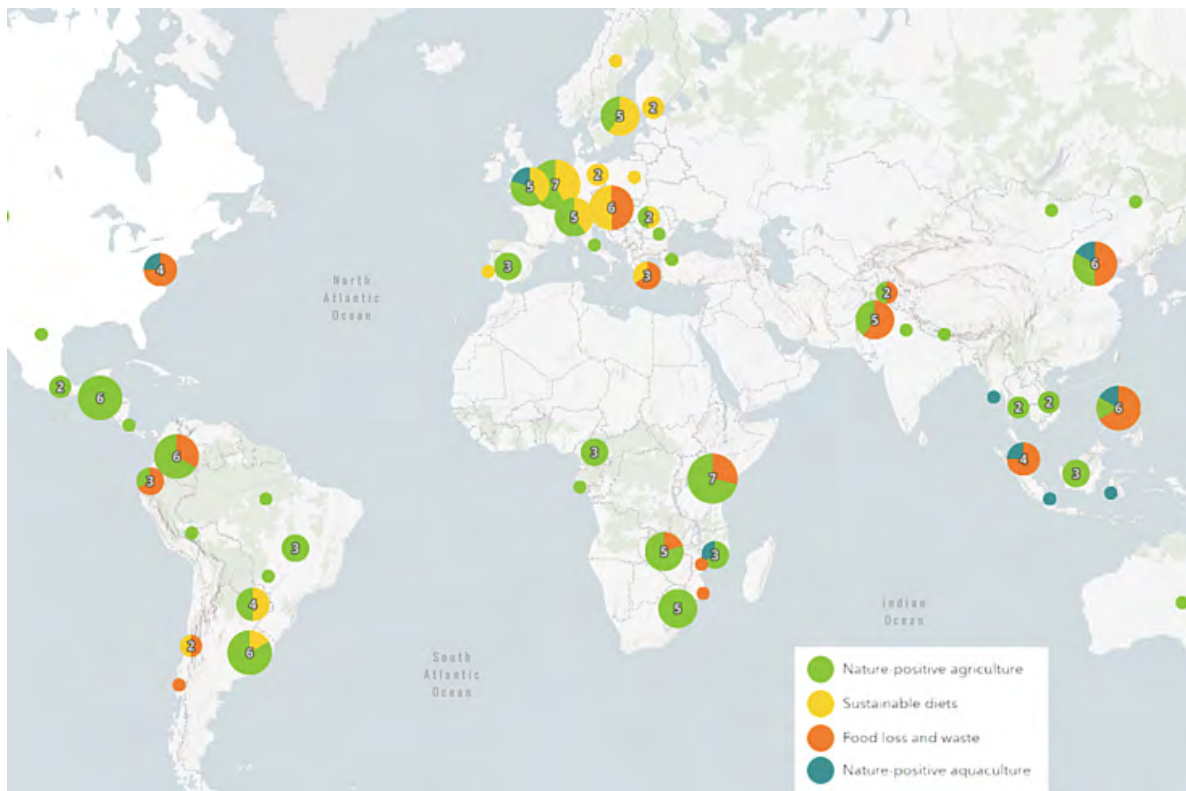 5
2
5
7
2
6
5
2
3
3
4
North
Atlantic
Ocean
6
2
5
2
6
2
2
6
6
3
3
7
4
3
3
5
3
5
4
2
6
Indian
Ocean
South
Atlantic
Ocean
Nature-positive agriculture
Sustainable diets
Food loss and waste
Nature-positive aquaculture